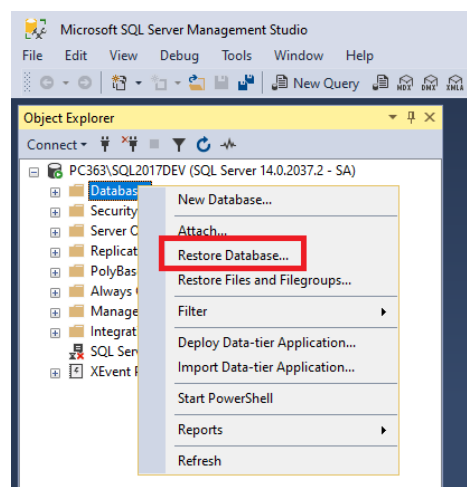 Microsoft SQL Server Management Studio
File Edit View Debug Tools Window Help
New Query MDX DMX XMLA
Object Explorer
Connect
PC363\SQL2017DEV (SQL Server 14.0.2037.2 - SA)
Databas
Security
Server O
Replicat
PolyBas
Always
Manage
Integrat
SQL Ser
XEvent P
New Database...
Attach...
Restore Database...
Restore Files and Filegroups...
Filter
Deploy Data-tier Application...
Import Data-tier Application...
Start PowerShell
Reports
Refresh